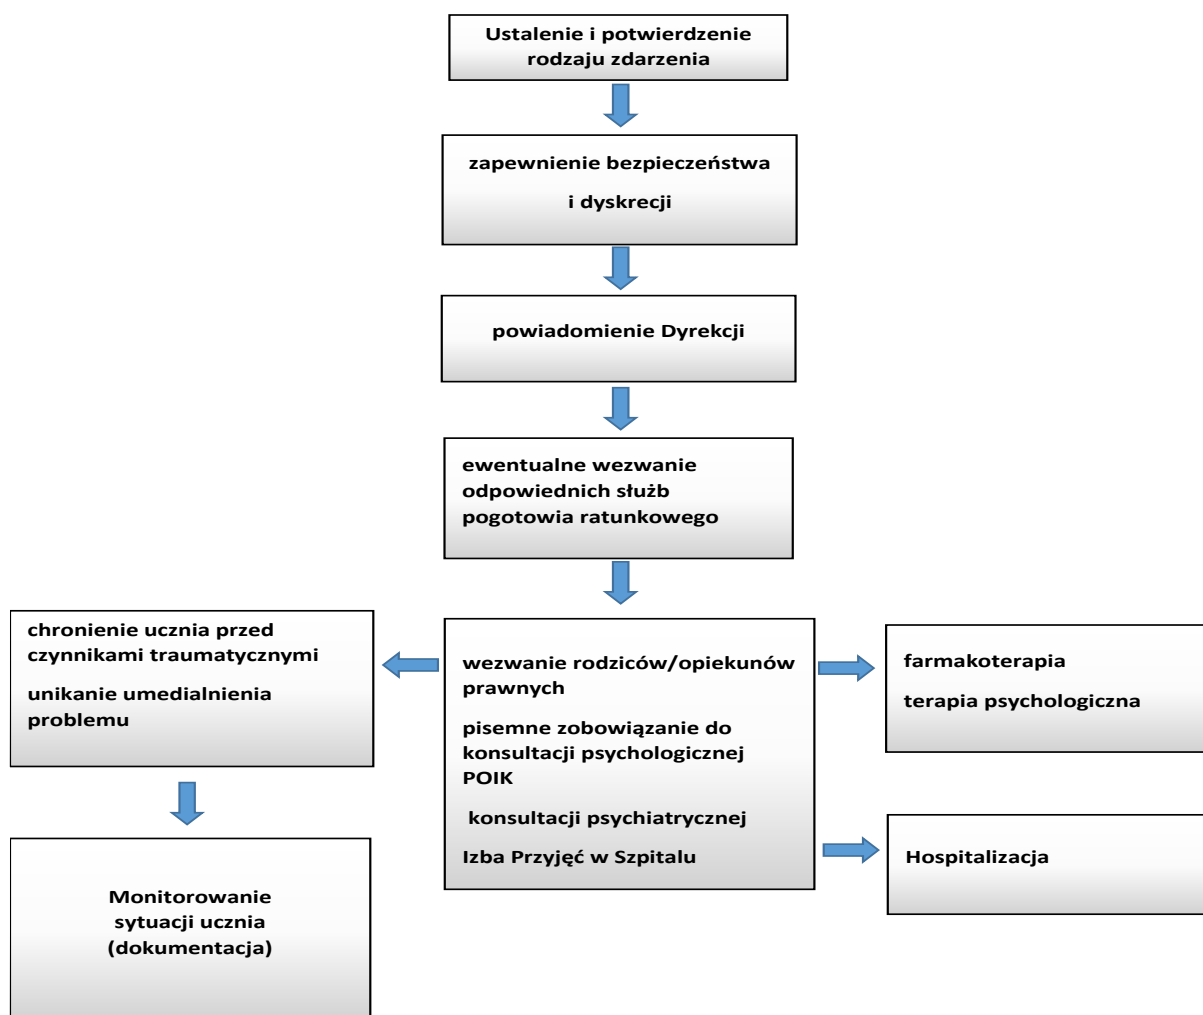 Ustalenie i potwierdzenie
rodzaju zdarzenia
zapewnienie bezpieczeństwa
i dyskrecji
powiadomienie Dyrekcji
ewentualne wezwanie
odpowiednich służb
pogotowia ratunkowego
chronienie ucznia przed
czynnikami traumatycznymi
unikanie umedialnienia
problemu
wezwanie rodziców/opiekunów
prawnych
pisemne zobowiązanie do
konsultacji psychologicznej
POIK
konsultacji psychiatrycznej
Izba Przyjęć w Szpitalu
farmakoterapia
terapia psychologiczna
Monitorowanie
sytuacji ucznia
(dokumentacja)
Hospitalizacja